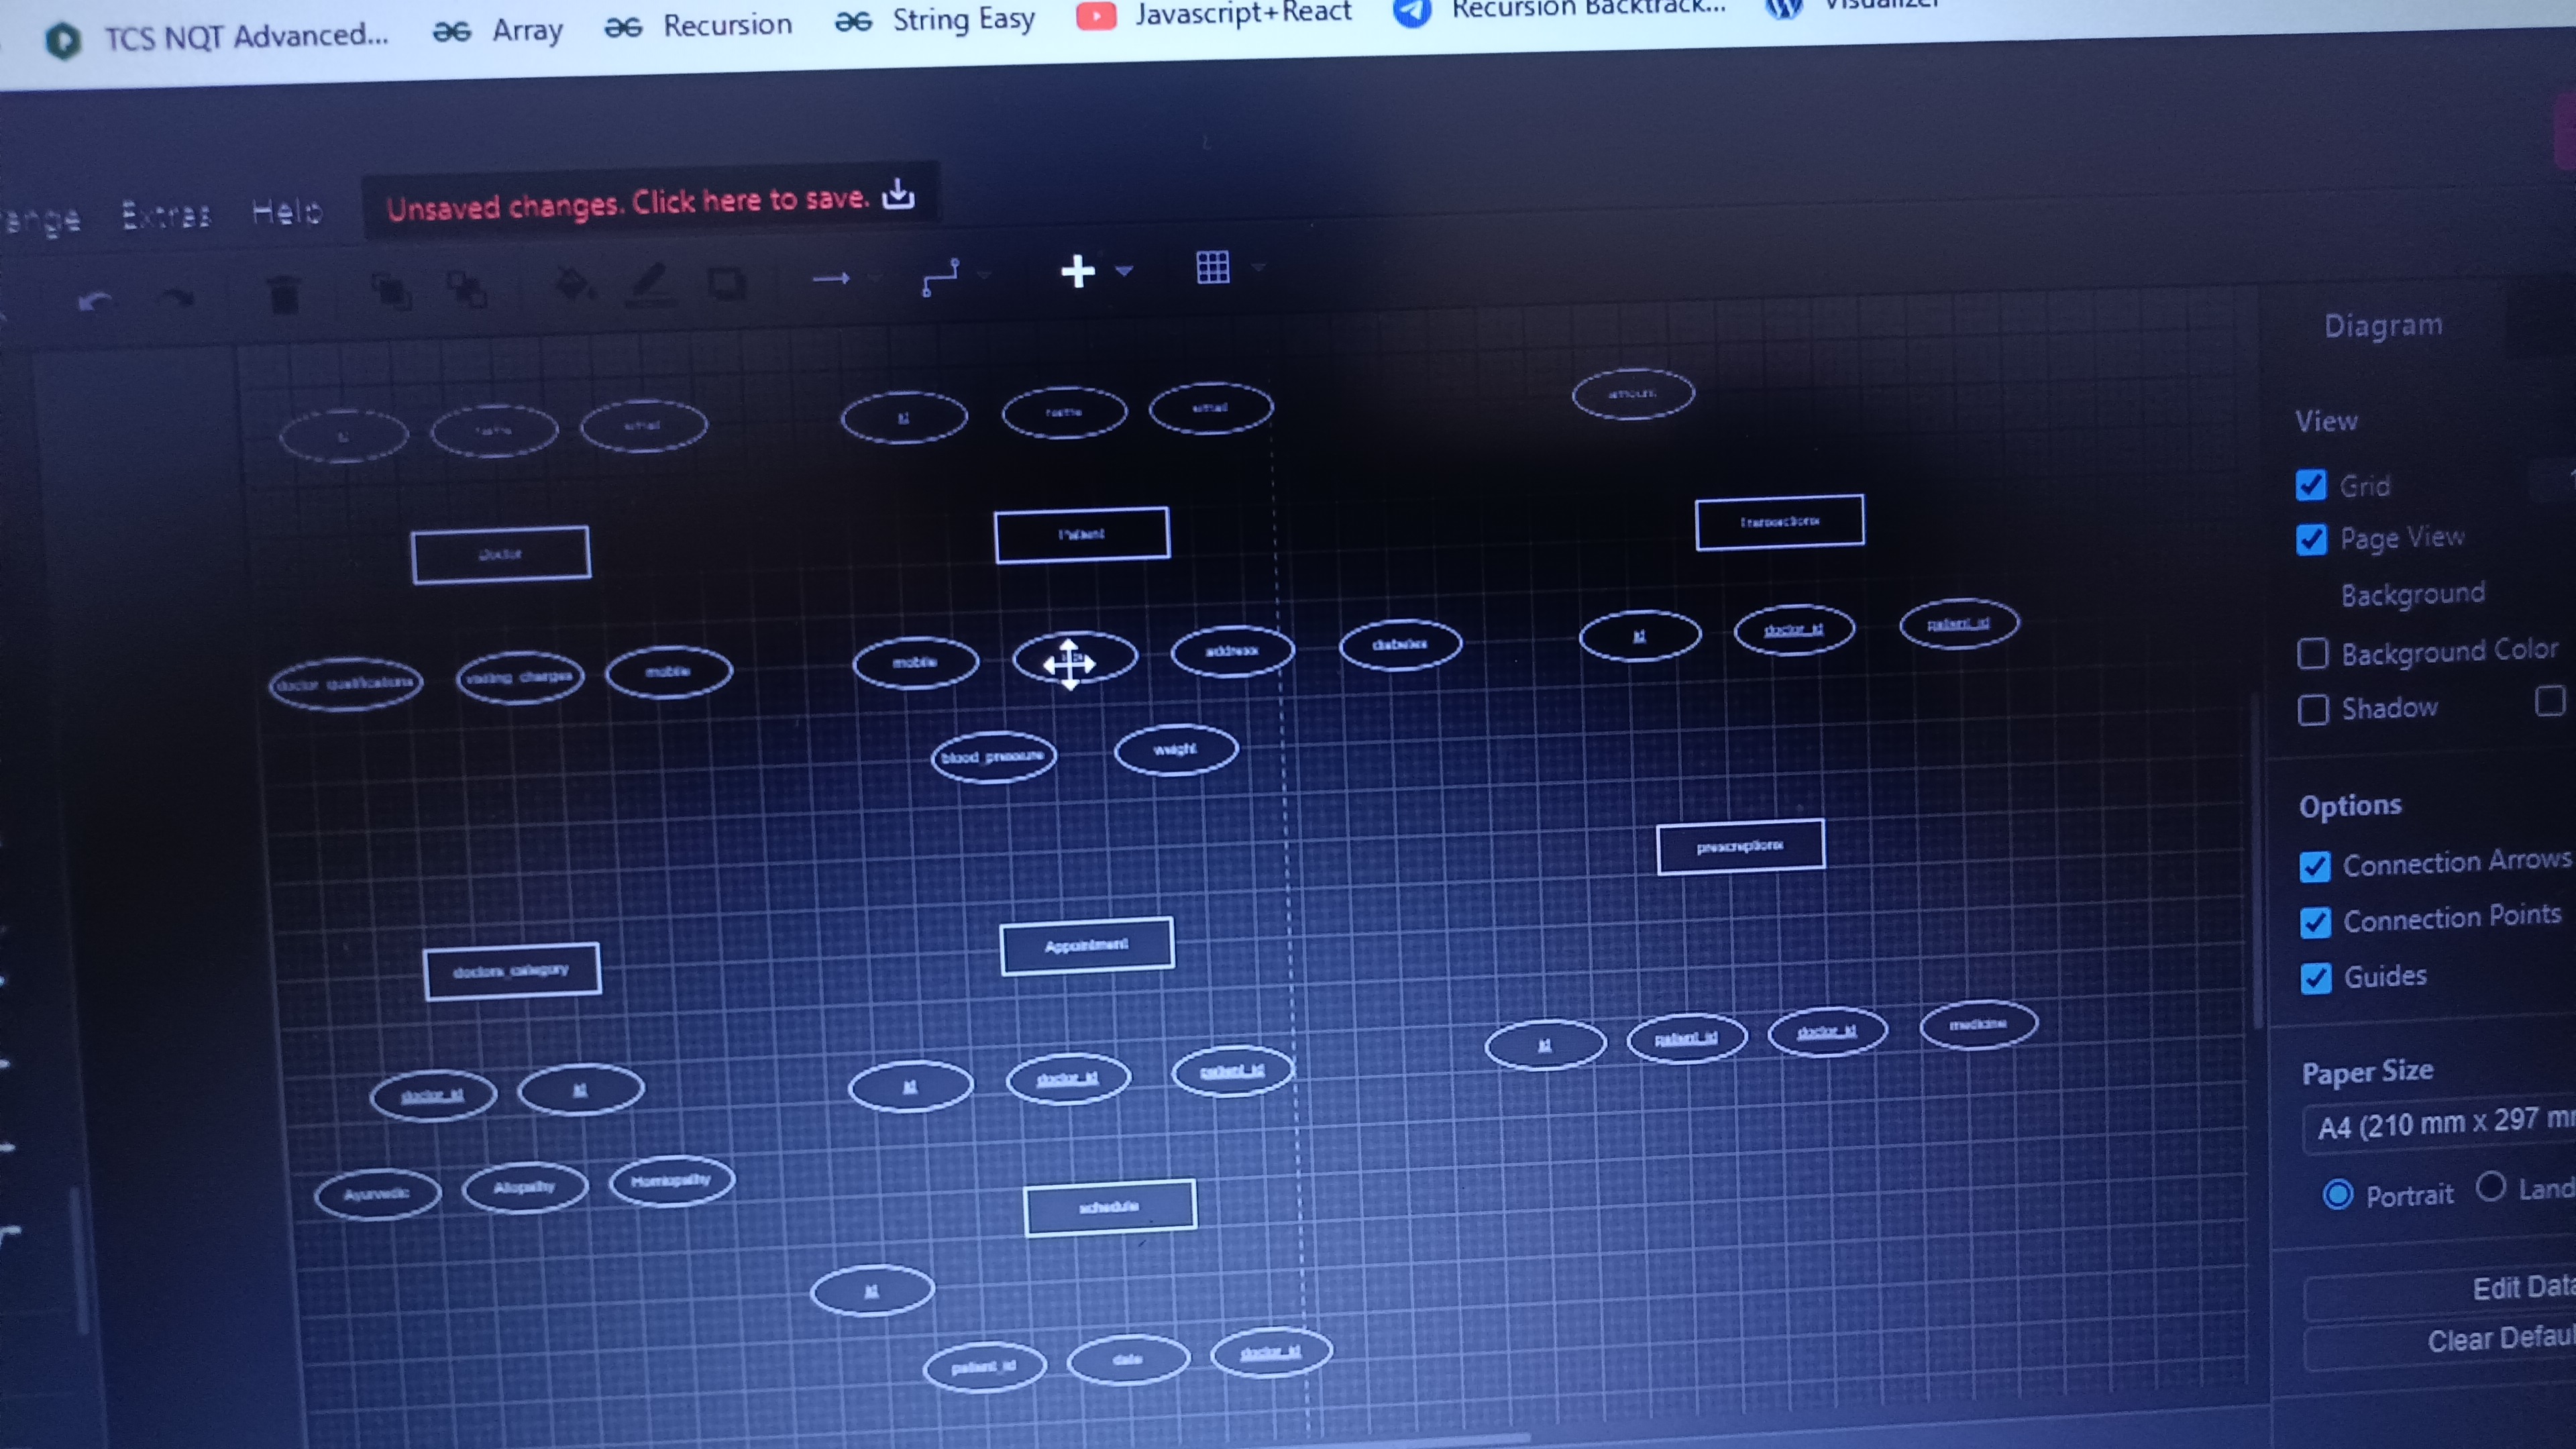 TCS NQT Advanced...
Array
Recursion
String Easy
Javascript+React
Recursion Backtrack...
Visualizer
ange
Extras
Help
Unsaved changes. Click here to save.
Diagram
id
name
email
id
name
email
amount
View
Grid
Page View
Background
Background Color
Shadow
Doctor
Patient
Transactions
doctor_qualifications
visiting_charges
mobile
mobile
address
diabetes
id
doctor_id
patient_id
blood_pressure
weight
prescriptions
Options
Connection Arrows
Connection Points
Guides
doctors_category
Appointment
id
patient_id
doctor_id
medicine
doctor_id
id
id
doctor_id
patient_id
Paper Size
A4 (210 mm x 297 mm
Portrait
Land
Ayurvedic
Allopathy
Homiopathy
schedule
id
patient_id
date
doctor_id
Edit Data
Clear Defaul